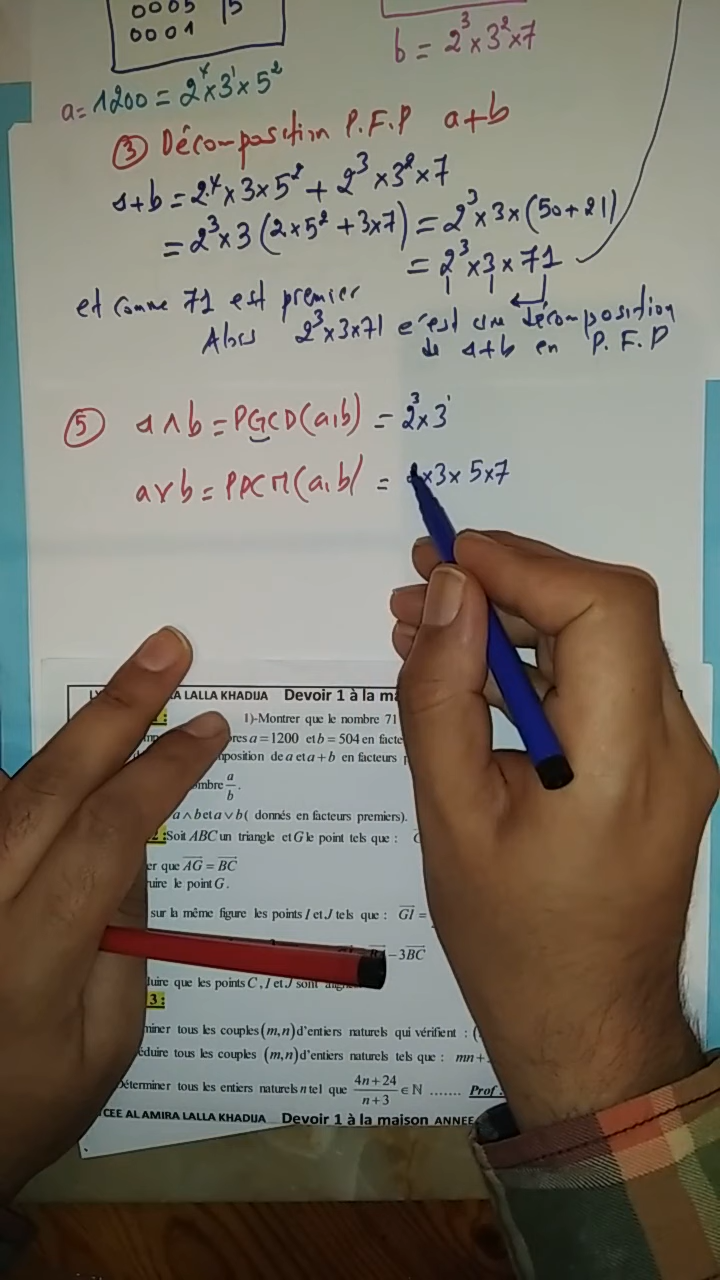 0005 5
0001
b = 2³×3²×7
a = 1200 = 2⁴×3¹×5²
③ Décomposition P.F.P a+b
a+b = 2⁴×3×5² + 2³×3²×7
= 2³×3(2×5²+3×7) = 2³×3×(50+21)
= 2³×3×71
et comme 71 est premier
Alors 2³×3×71 c'est une décomposition
de a+b en P.F.P
⑤ a∧b = PGCD(a,b) = 2³×3¹
a∨b = PPCM(a,b) = ×3×5×7
LALLA KHADIJA Devoir 1 à la
1)-Montrer que le nombre 71
a = 1200 et b = 504 en facte
position de a et a + b en facteurs
ombre a/b.
a∧b et a∨b( donnés en facteurs premiers).
:Soit ABC un triangle et G le point tels que :
er que AG = BC
uire le point G.
sur la même figure les points I et J tels que : GI =
−3BC
duire que les points C, I et J sont
3:
miner tous les couples (m,n) d'entiers naturels qui vérifient : (
éduire tous les couples (m,n) d'entiers naturels tels que : mn+
Déterminer tous les entiers naturels n tel que (4n+24)/(n+3) ∈ ℕ ....... Prof
CEE AL AMIRA LALLA KHADIJA Devoir 1 à la maison ANNEE